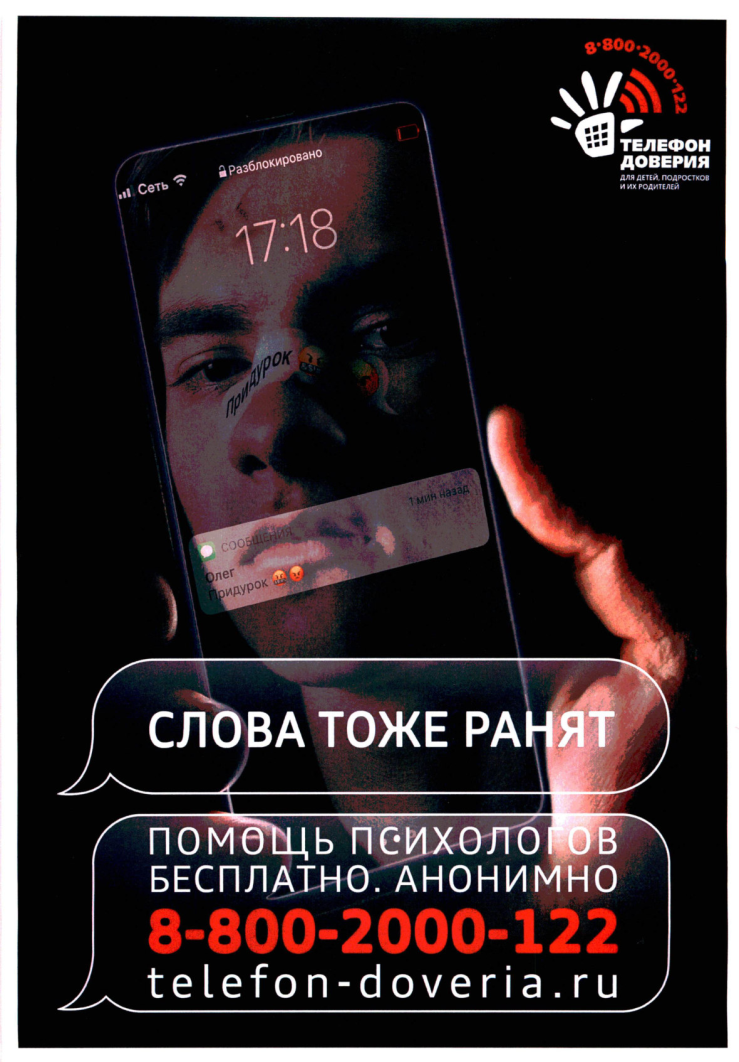 8·800·2000·122
ТЕЛЕФОН
ДОВЕРИЯ
ДЛЯ ДЕТЕЙ, ПОДРОСТКОВ
И ИХ РОДИТЕЛЕЙ
Сеть
Разблокировано
17:18
Придурок 🤬
1 мин назад
СООБЩЕНИЯ
Олег
Придурок 🤬😡
СЛОВА ТОЖЕ РАНЯТ
ПОМОЩЬ ПСИХОЛОГОВ
БЕСПЛАТНО. АНОНИМНО
8-800-2000-122
telefon-doveria.ru